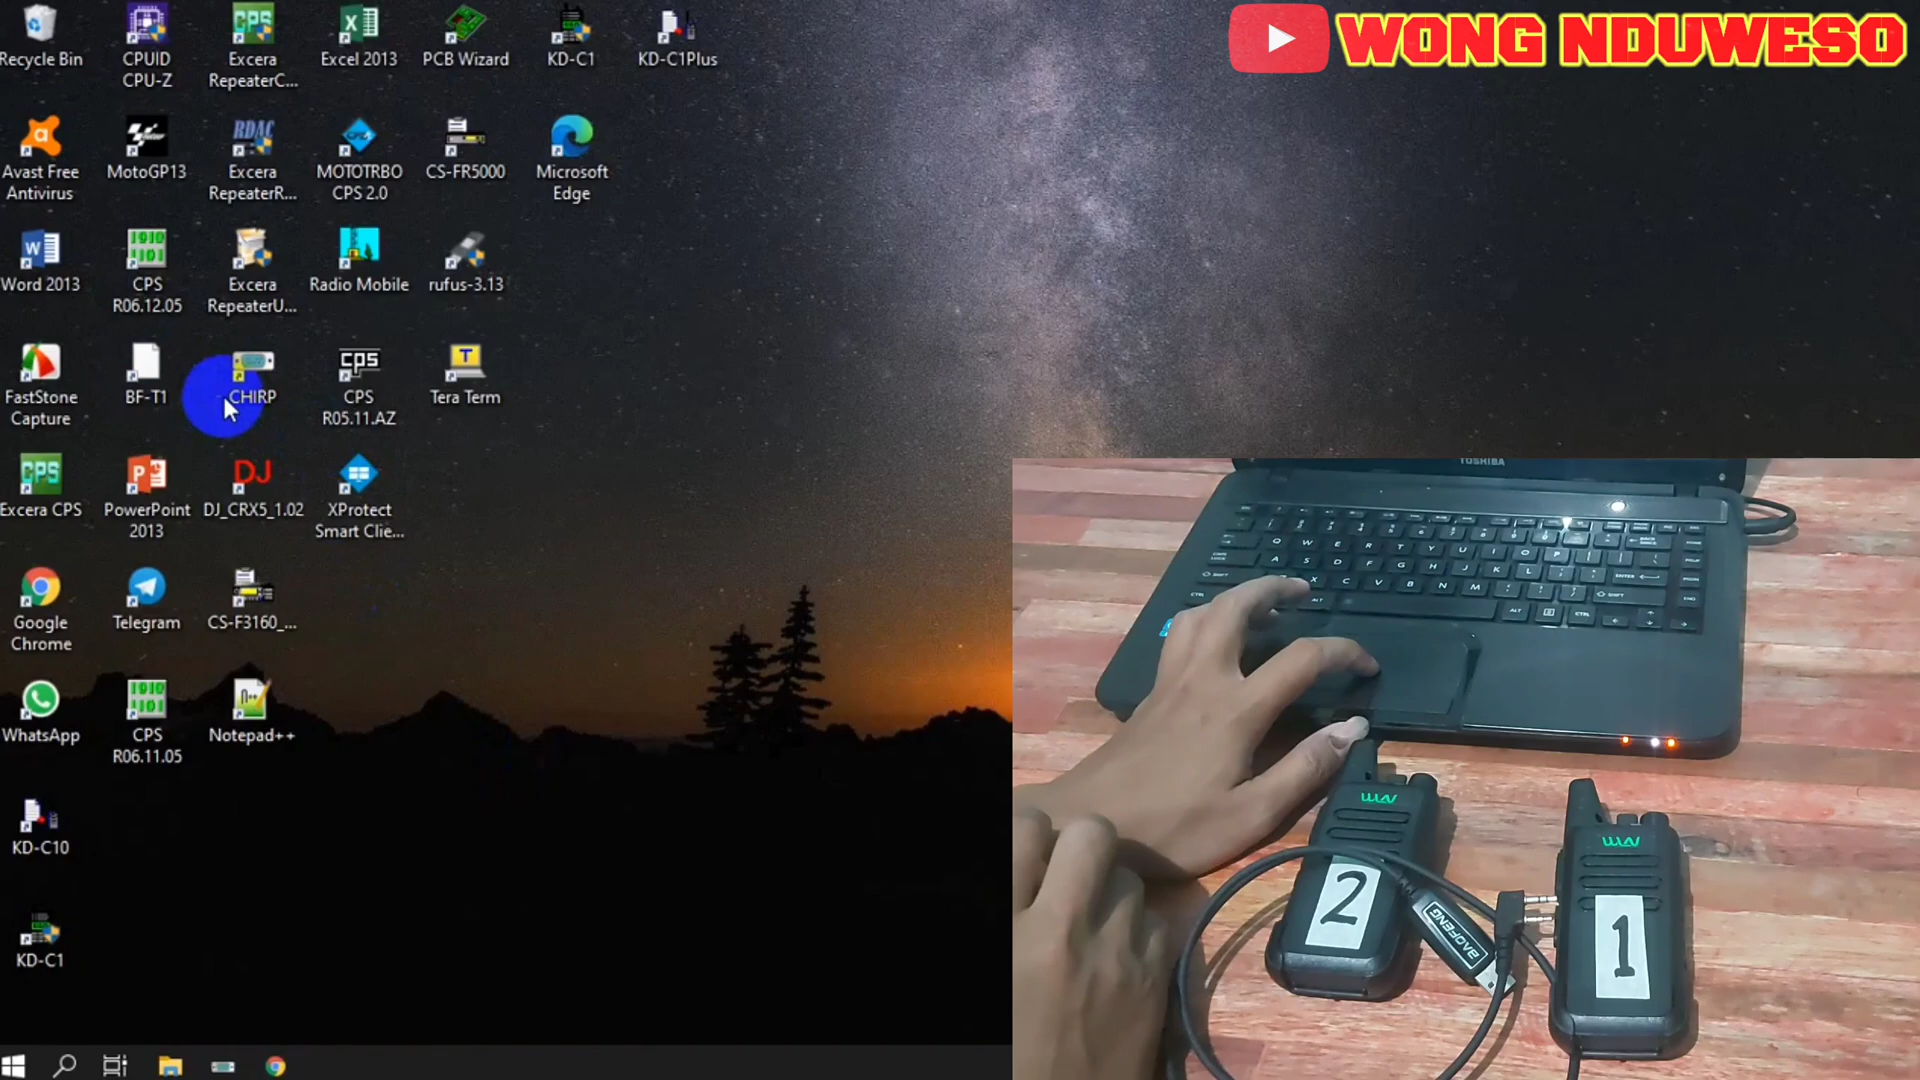 WONG NDUWESO
Recycle Bin
CPUID
CPU-Z
Excera
RepeaterC...
Excel 2013
PCB Wizard
KD-C1
KD-C1Plus
Avast Free
Antivirus
MotoGP13
RDAC
Excera
RepeaterR...
MOTOTRBO
CPS 2.0
CS-FR5000
Microsoft
Edge
Word 2013
CPS
R06.12.05
Excera
RepeaterU...
Radio Mobile
rufus-3.13
FastStone
Capture
BF-T1
CHIRP
cps
CPS
R05.11.AZ
Tera Term
CPS
Excera CPS
PowerPoint
2013
DJ
DJ_CRX5_1.02
XProtect
Smart Clie...
Google
Chrome
Telegram
CS-F3160_...
WhatsApp
CPS
R06.11.05
Notepad++
KD-C10
KD-C1
TOSHIBA
2
BAOFENG
1